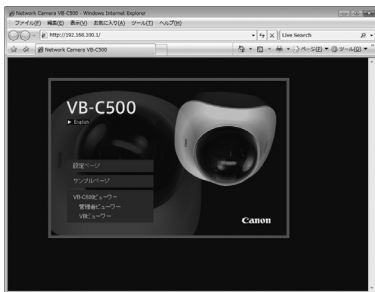 Network Camera VB-C500 - Windows Internet Explorer
ファイル(F) 編集(E) 表示(V) お気に入り(A) ツール(T) ヘルプ(H)
http://192.168.100.1/
Live Search
Network Camera VB-C500
ページ(P) ツール(O)
VB-C500
▶ English
設定ページ
サンプルページ
VB-C500ビューワー
管理者ビューワー
VBビューワー
Canon